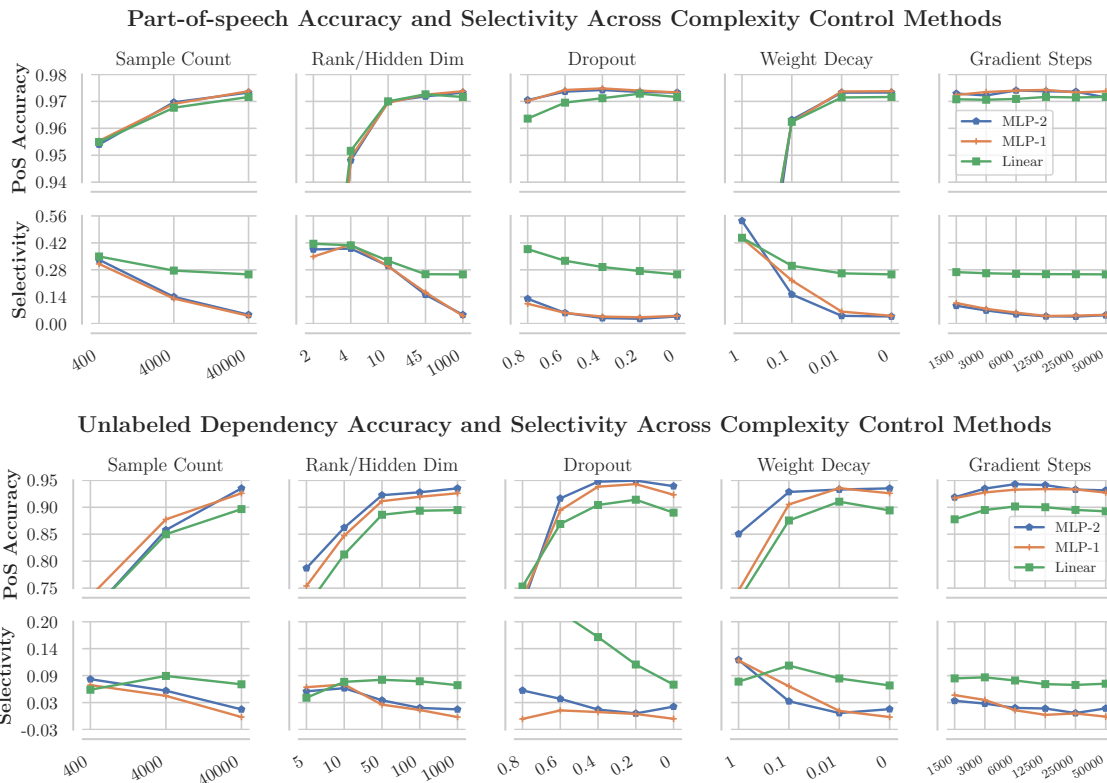 Part-of-speech Accuracy and Selectivity Across Complexity Control Methods
Sample Count Rank/Hidden Dim Dropout Weight Decay Gradient Steps
PoS Accuracy
0.98
0.97
0.96
0.95
0.94
MLP-2
MLP-1
Linear
Selectivity
0.56
0.42
0.28
0.14
0.00
400 4000 40000 2 4 10 45 1000 0.8 0.6 0.4 0.2 0 1 0.1 0.01 0 1500 3000 6000 12500 25000 50000
Unlabeled Dependency Accuracy and Selectivity Across Complexity Control Methods
Sample Count Rank/Hidden Dim Dropout Weight Decay Gradient Steps
PoS Accuracy
0.95
0.90
0.85
0.80
0.75
MLP-2
MLP-1
Linear
Selectivity
0.20
0.14
0.09
0.03
-0.03
400 4000 40000 5 10 50 100 1000 0.8 0.6 0.4 0.2 0 1 0.1 0.01 0 1500 3000 6000 12500 25000 50000